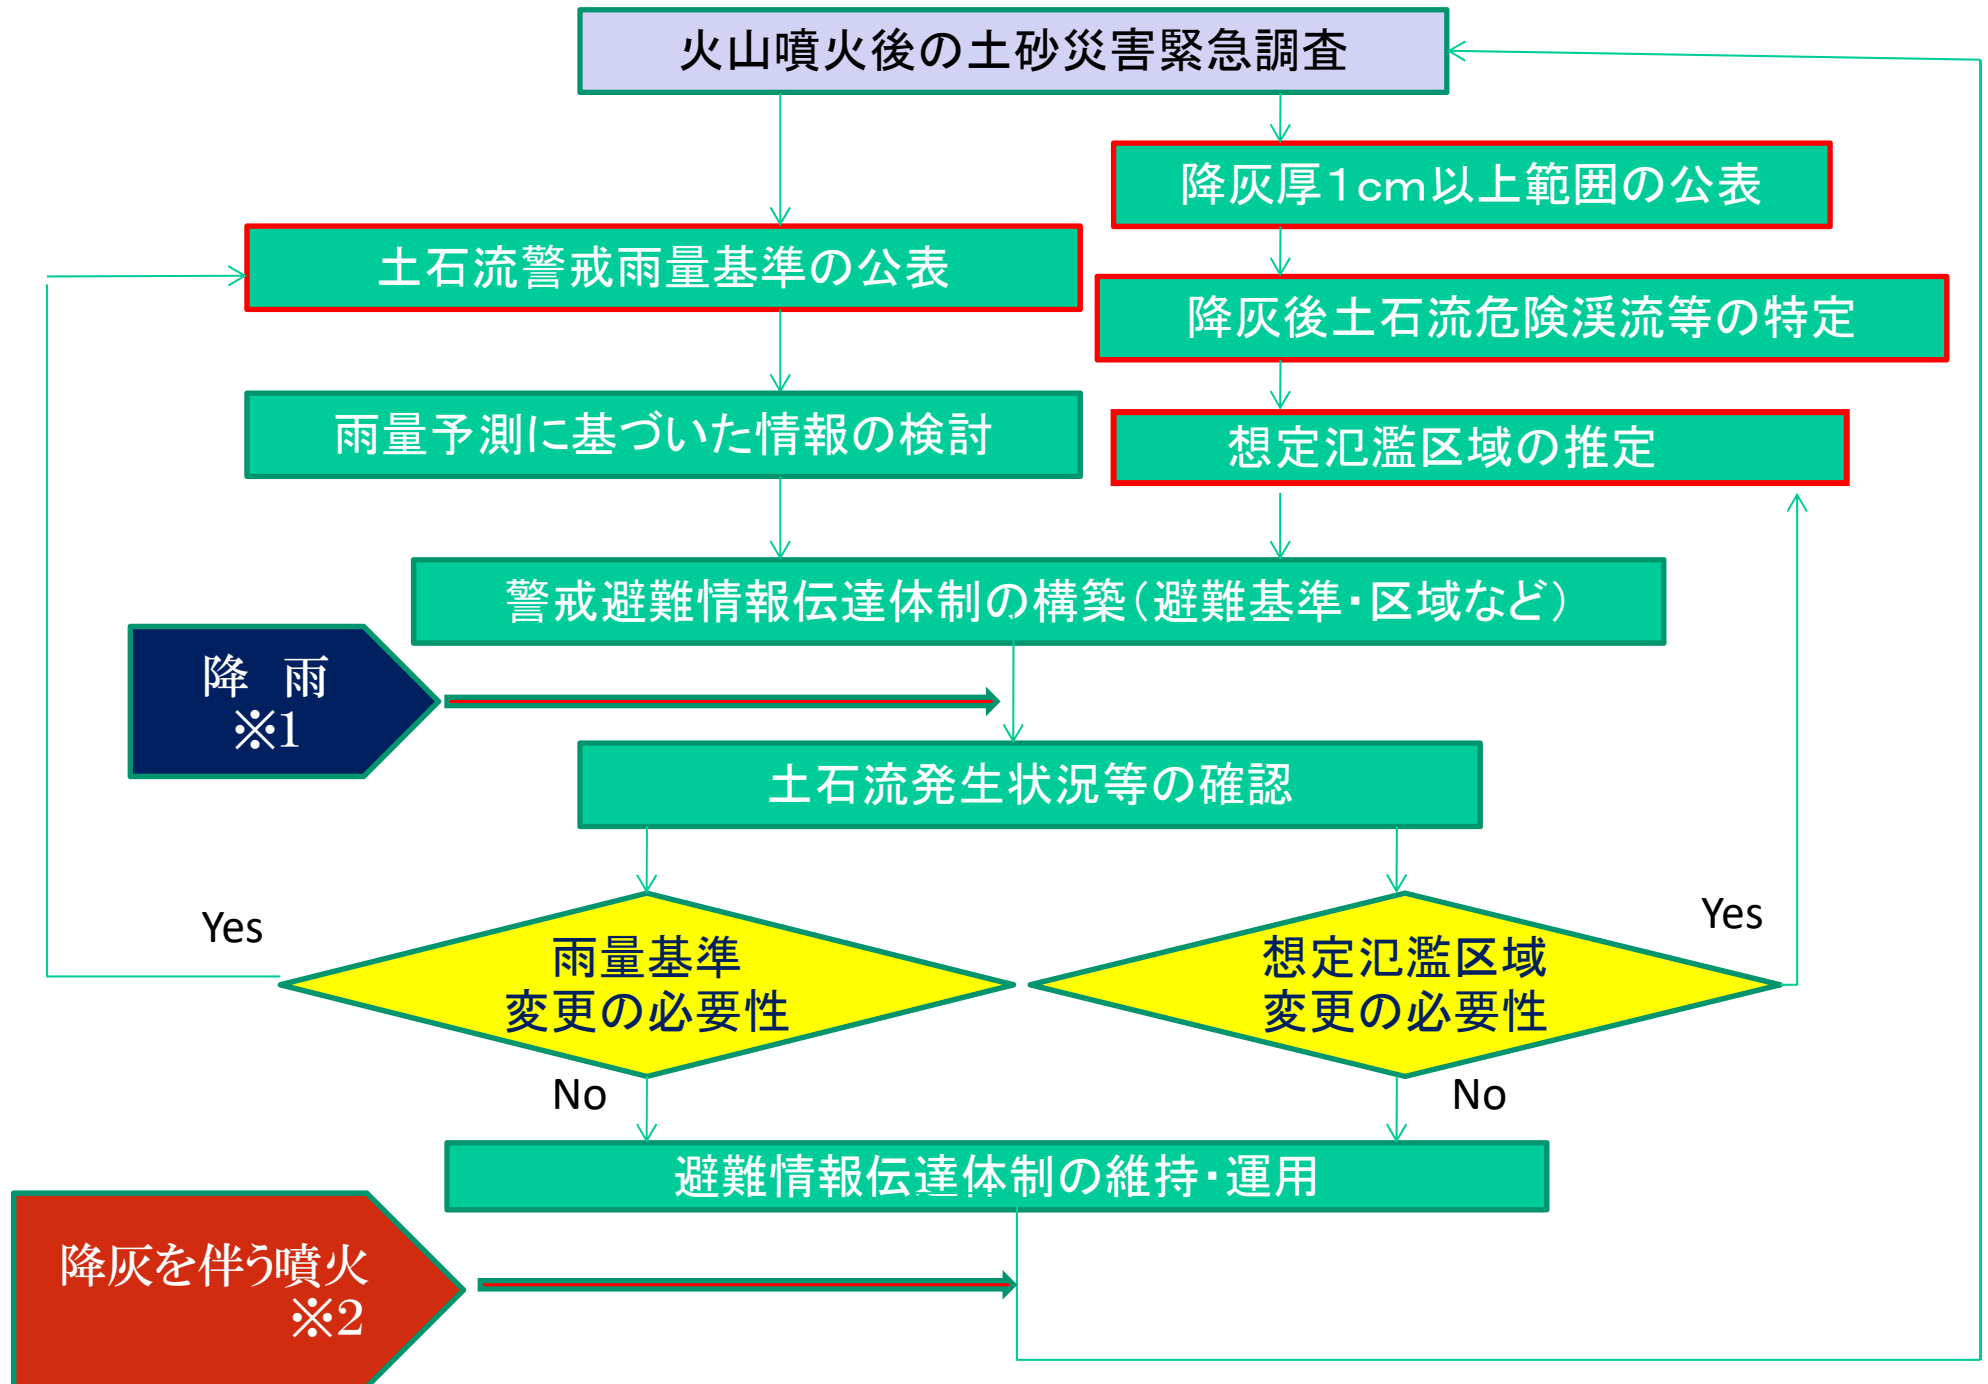 火山噴火後の土砂災害緊急調査
降灰厚1cm以上範囲の公表
土石流警戒雨量基準の公表
降灰後土石流危険渓流等の特定
雨量予測に基づいた情報の検討
想定氾濫区域の推定
警戒避難情報伝達体制の構築(避難基準・区域など)
降 雨
※1
土石流発生状況等の確認
Yes
雨量基準
変更の必要性
Yes
想定氾濫区域
変更の必要性
No
No
避難情報伝達体制の維持・運用
降灰を伴う噴火
※2